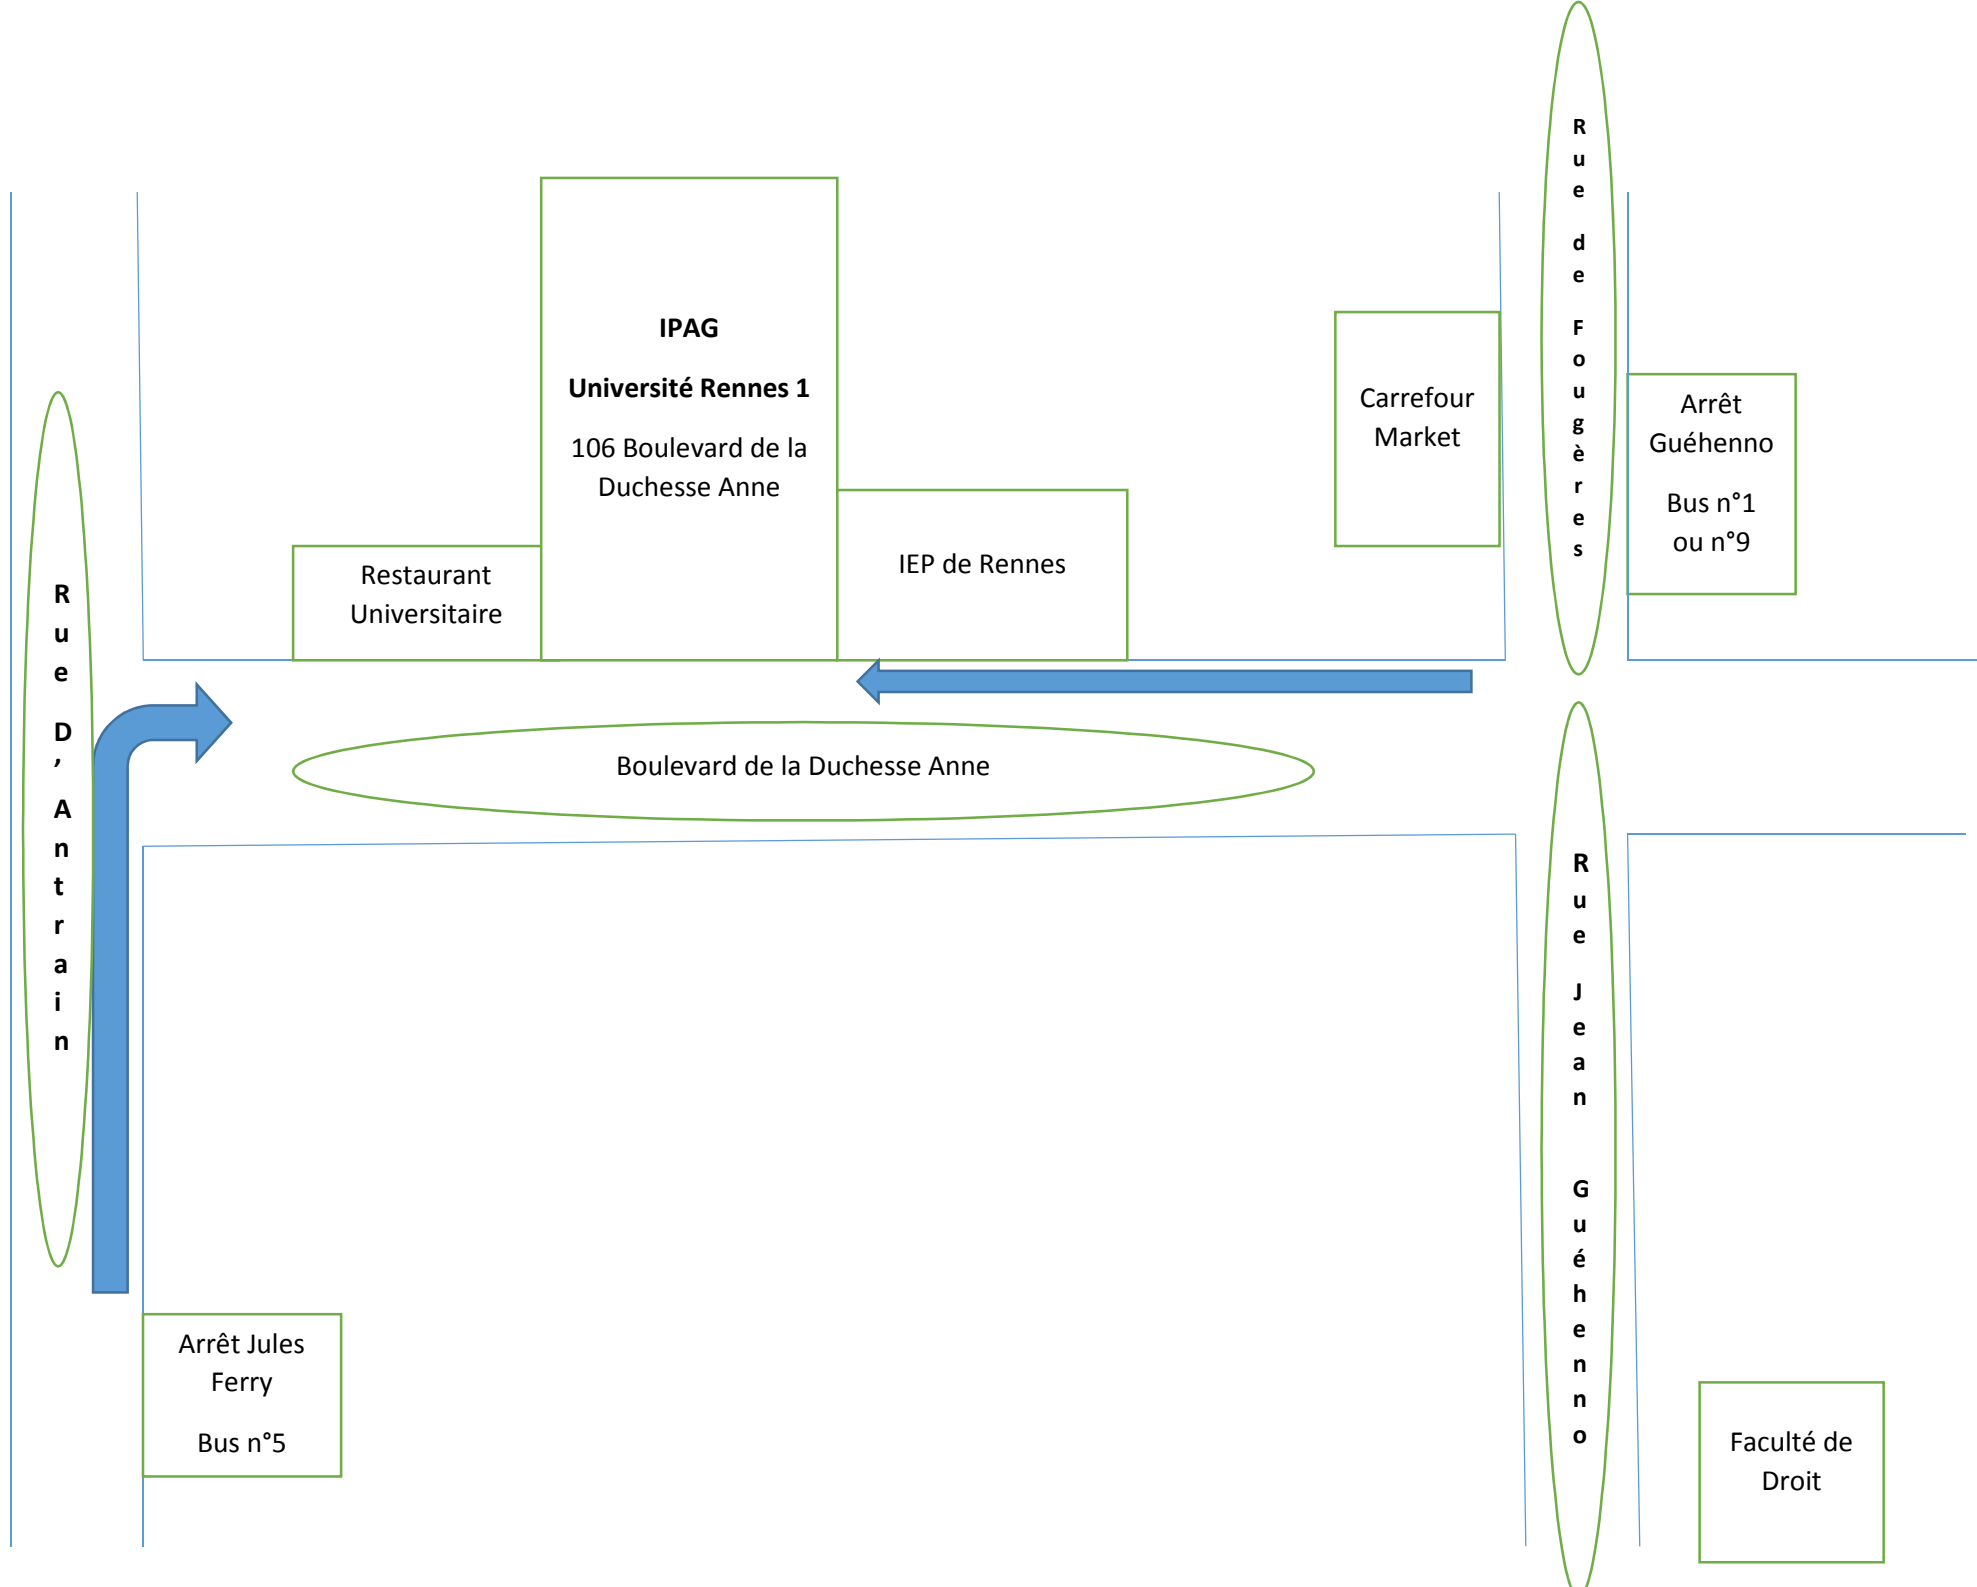 Rue de Fougères
IPAG
Université Rennes 1
106 Boulevard de la
Duchesse Anne
Carrefour
Market
Arrêt
Guéhenno
Bus n°1
ou n°9
Restaurant
Universitaire
IEP de Rennes
Rue D’Antrain
Boulevard de la Duchesse Anne
Rue Jean Guéhenno
Arrêt Jules
Ferry
Bus n°5
Faculté de
Droit